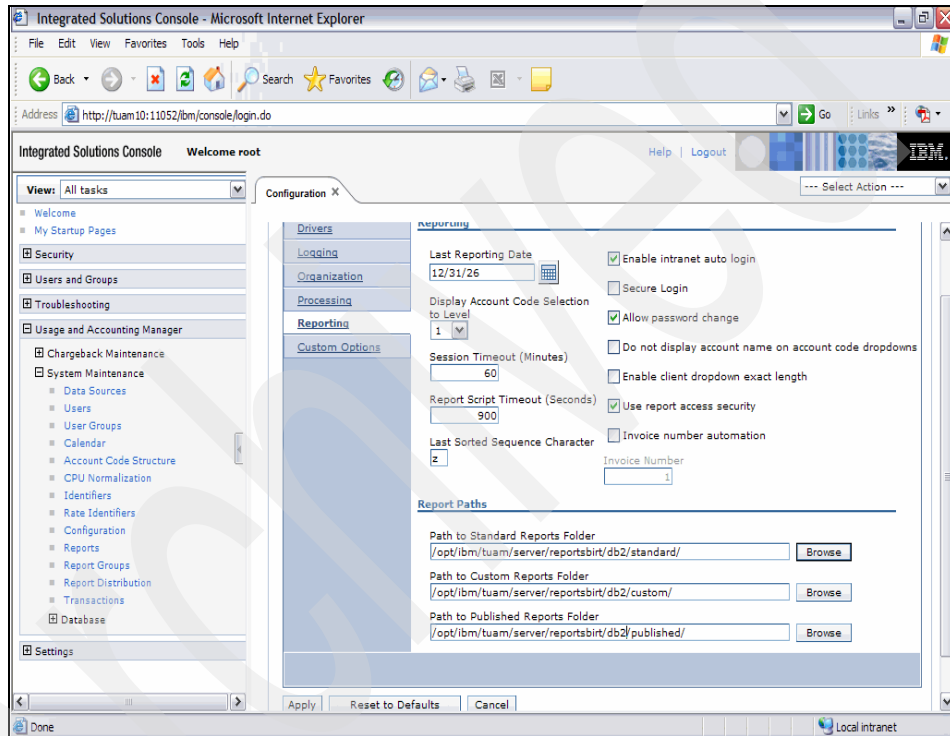 Integrated Solutions Console - Microsoft Internet Explorer
File Edit View Favorites Tools Help
Back Search Favorites
Address http://tuam10:11052/ibm/console/login.do Go Links »
Integrated Solutions Console Welcome root Help | Logout IBM.
View: All tasks
Configuration X
--- Select Action ---
Welcome
My Startup Pages
Security
Users and Groups
Troubleshooting
Usage and Accounting Manager
Chargeback Maintenance
System Maintenance
Data Sources
Users
User Groups
Calendar
Account Code Structure
CPU Normalization
Identifiers
Rate Identifiers
Configuration
Reports
Report Groups
Report Distribution
Transactions
Database
Settings
Drivers
Logging
Organization
Processing
Reporting
Custom Options
Reporting
Last Reporting Date
12/31/26
Display Account Code Selection
to Level
1
Session Timeout (Minutes)
60
Report Script Timeout (Seconds)
900
Last Sorted Sequence Character
z
Enable intranet auto login
Secure Login
Allow password change
Do not display account name on account code dropdowns
Enable client dropdown exact length
Use report access security
Invoice number automation
Invoice Number
1
Report Paths
Path to Standard Reports Folder
/opt/ibm/tuam/server/reportsbirt/db2/standard/ Browse
Path to Custom Reports Folder
/opt/ibm/tuam/server/reportsbirt/db2/custom/ Browse
Path to Published Reports Folder
/opt/ibm/tuam/server/reportsbirt/db2/published/ Browse
Apply Reset to Defaults Cancel
Done Local intranet